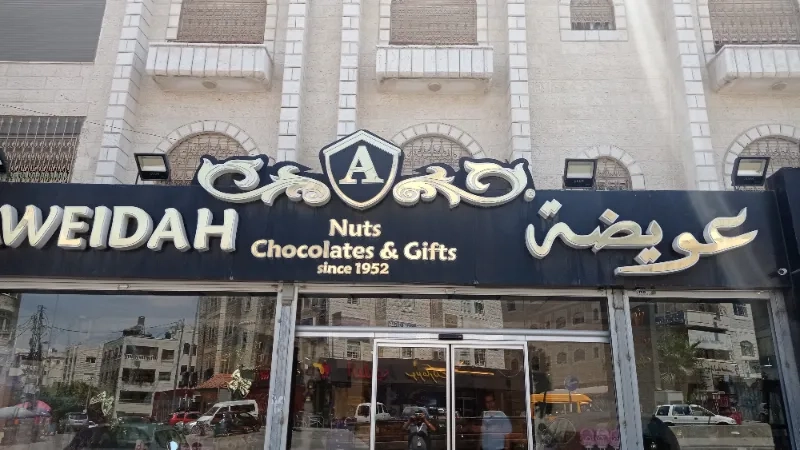 A
WEIDAH
Nuts
Chocolates & Gifts
since 1952
عويضة